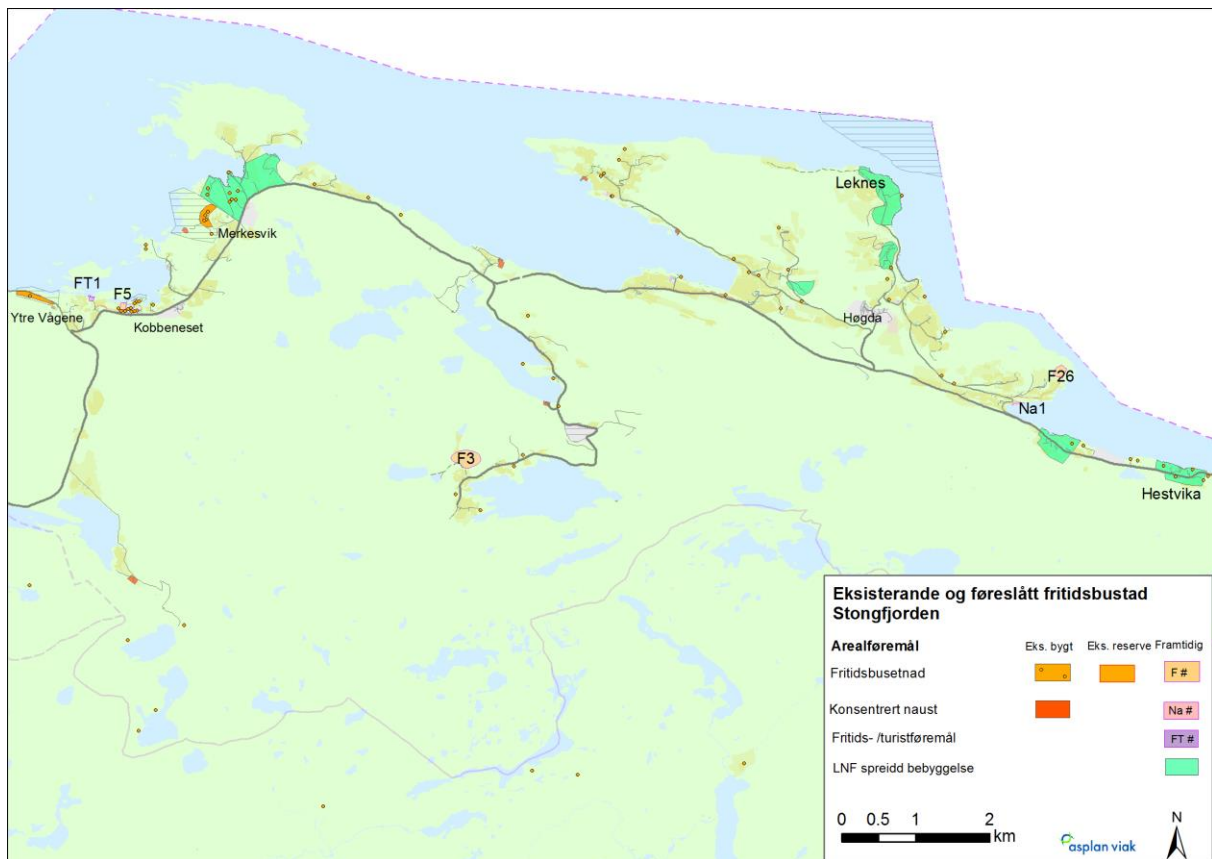 Leknes
Merkesvik
FT1
F5
Ytre Vågene
Kobbeneset
Høgda
F26
Na1
F3
Hestvika
Eksisterande og føreslått fritidsbustad
Stongfjorden
Arealføremål Eks. bygt Eks. reserve Framtidig
Fritidsbusetnad F #
Konsentrert naust Na #
Fritids- /turistføremål FT #
LNF spreidd bebyggelse
0 0.5 1 2
km
asplan viak
N